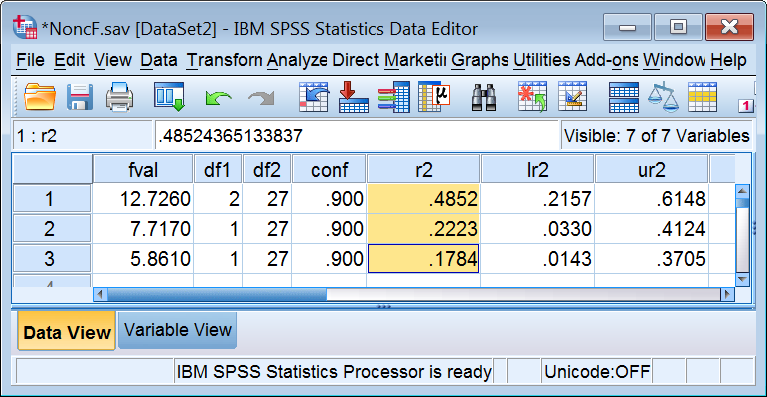 *NoncF.sav [DataSet2] - IBM SPSS Statistics Data Editor
File Edit View Data Transform Analyze Direct Marketin Graphs Utilities Add-ons Window Help
μ
1
1 : r2 .48524365133837 Visible: 7 of 7 Variables
fval df1 df2 conf r2 lr2 ur2
1 12.7260 2 27 .900 .4852 .2157 .6148
2 7.7170 1 27 .900 .2223 .0330 .4124
3 5.8610 1 27 .900 .1784 .0143 .3705
4
Data View Variable View
IBM SPSS Statistics Processor is ready Unicode:OFF